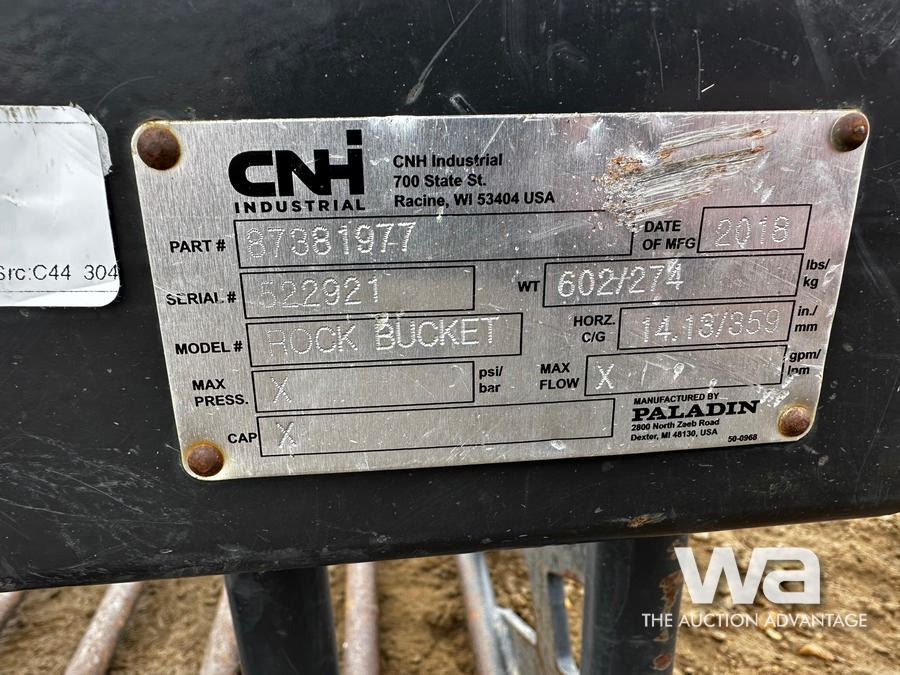 CNH
INDUSTRIAL
CNH Industrial
700 State St.
Racine, WI 53404 USA
PART # 87381977
DATE OF MFG 2018
SERIAL # 522921
WT 602/274 lbs/ kg
MODEL # ROCK BUCKET
HORZ. C/G 14.13/359 in./ mm
MAX PRESS. X psi/ bar
MAX FLOW X gpm/ lpm
CAP X
MANUFACTURED BY
PALADIN
2800 North Zeeb Road
Dexter, MI 48130, USA
50-0968
Src:C44 304
wa
THE AUCTION ADVANTAGE